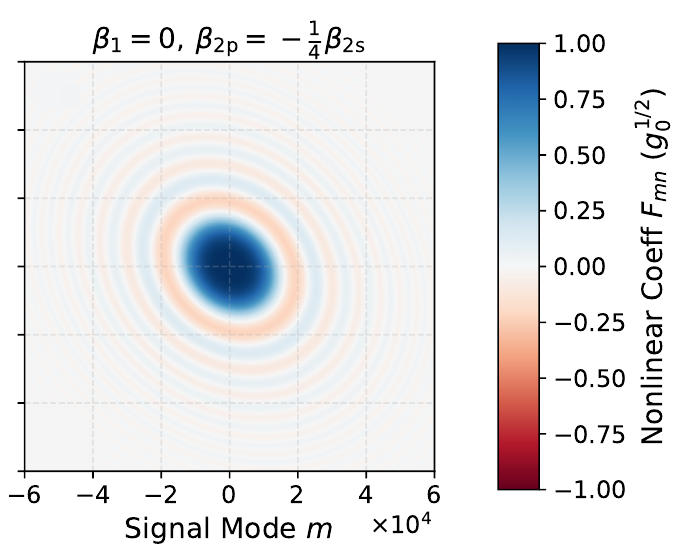 β₁ = 0, β₂ₚ = −¼β₂ₛ
−6 −4 −2 0 2 4 6
Signal Mode m ×10⁴
1.00
0.75
0.50
0.25
0.00
−0.25
−0.50
−0.75
−1.00
Nonlinear Coeff Fₘₙ (g₀^{1/2})